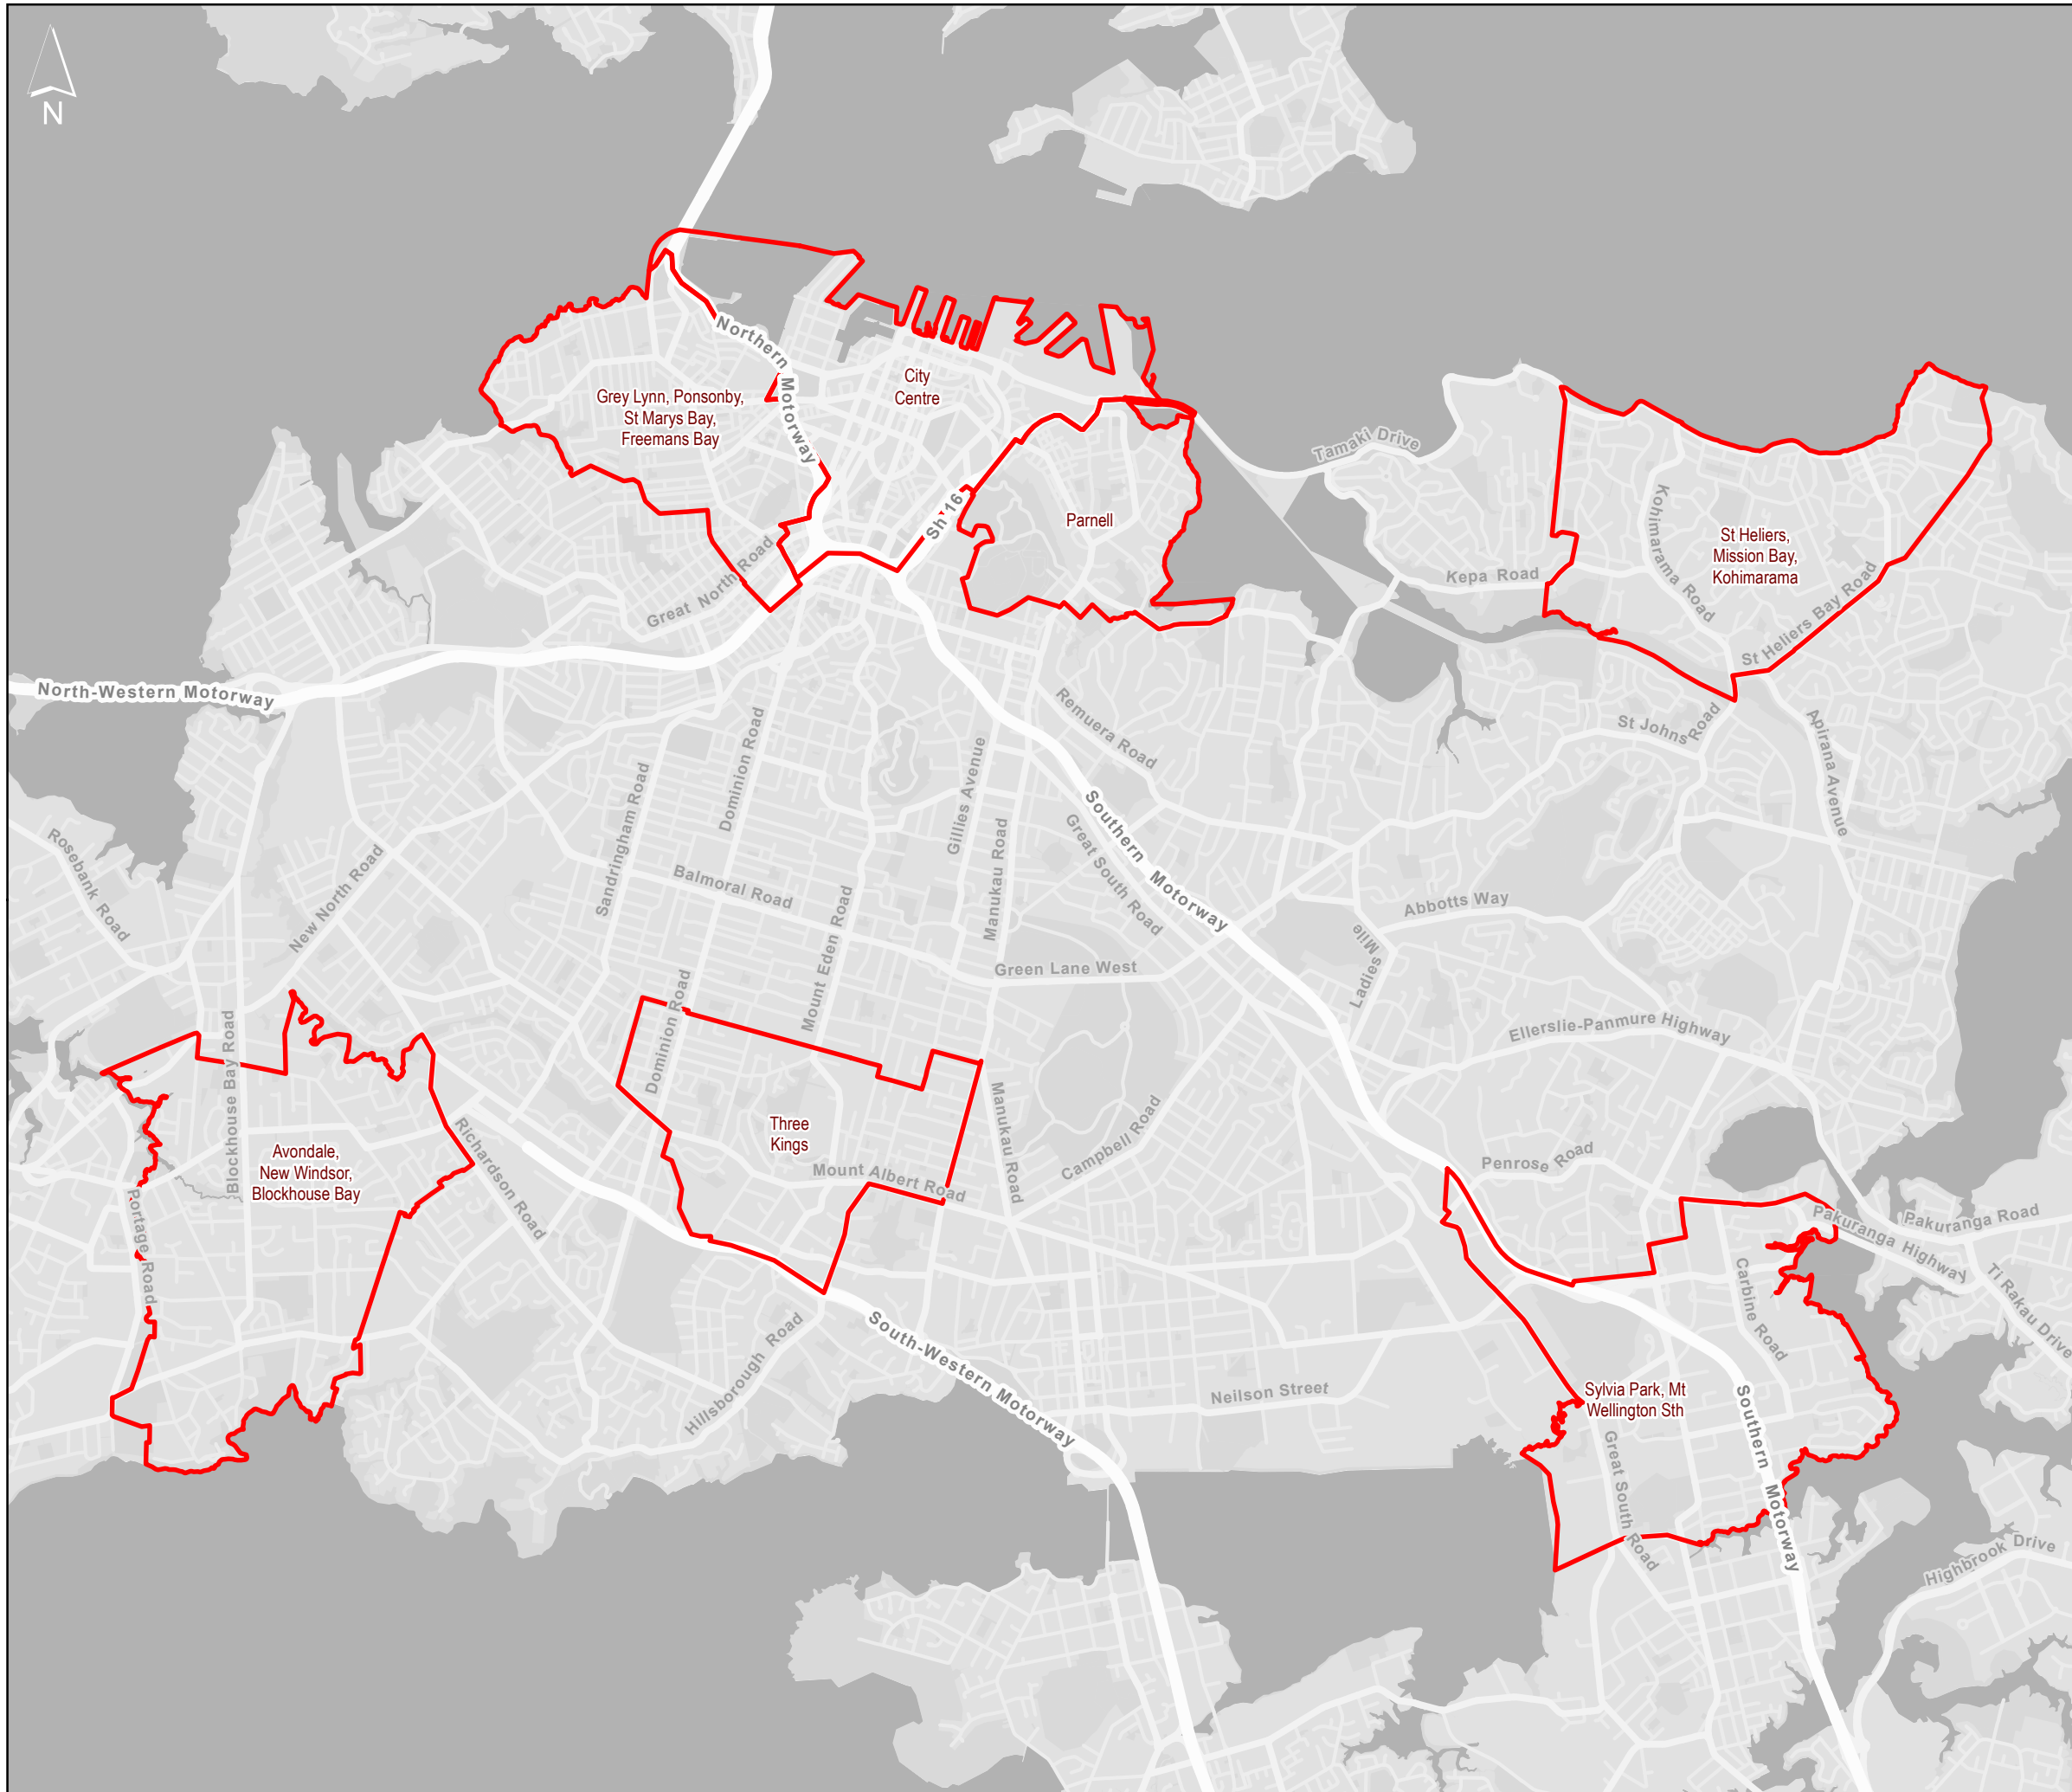 N
Northern Motorway
City
Centre
Grey Lynn, Ponsonby,
St Marys Bay,
Freemans Bay
Tamaki Drive
Sh 16
Parnell
Kohimarama Road
St Heliers,
Mission Bay,
Kohimarama
Great North Road
Kepa Road
St Heliers Bay Road
North-Western Motorway
Remuera Road
St Johns Road
Apirana Avenue
Dominion Road
Sandringham Road
Gillies Avenue
Southern Motorway
Manukau Road
Great South Road
Rosebank Road
New North Road
Balmoral Road
Mount Eden Road
Abbotts Way
Ladies Mile
Green Lane West
Dominion Road
Ellerslie-Panmure Highway
Blockhouse Bay Road
Manukau Road
Campbell Road
Three
Kings
Richardson Road
Avondale,
New Windsor,
Blockhouse Bay
Mount Albert Road
Penrose Road
Portage Road
Pakuranga Road
Pakuranga Highway
Carbine Road
Ti Rakau Drive
Hillsborough Road
South-Western Motorway
Neilson Street
Sylvia Park, Mt
Wellington Sth
Southern Motorway
Great South Road
Highbrook Drive